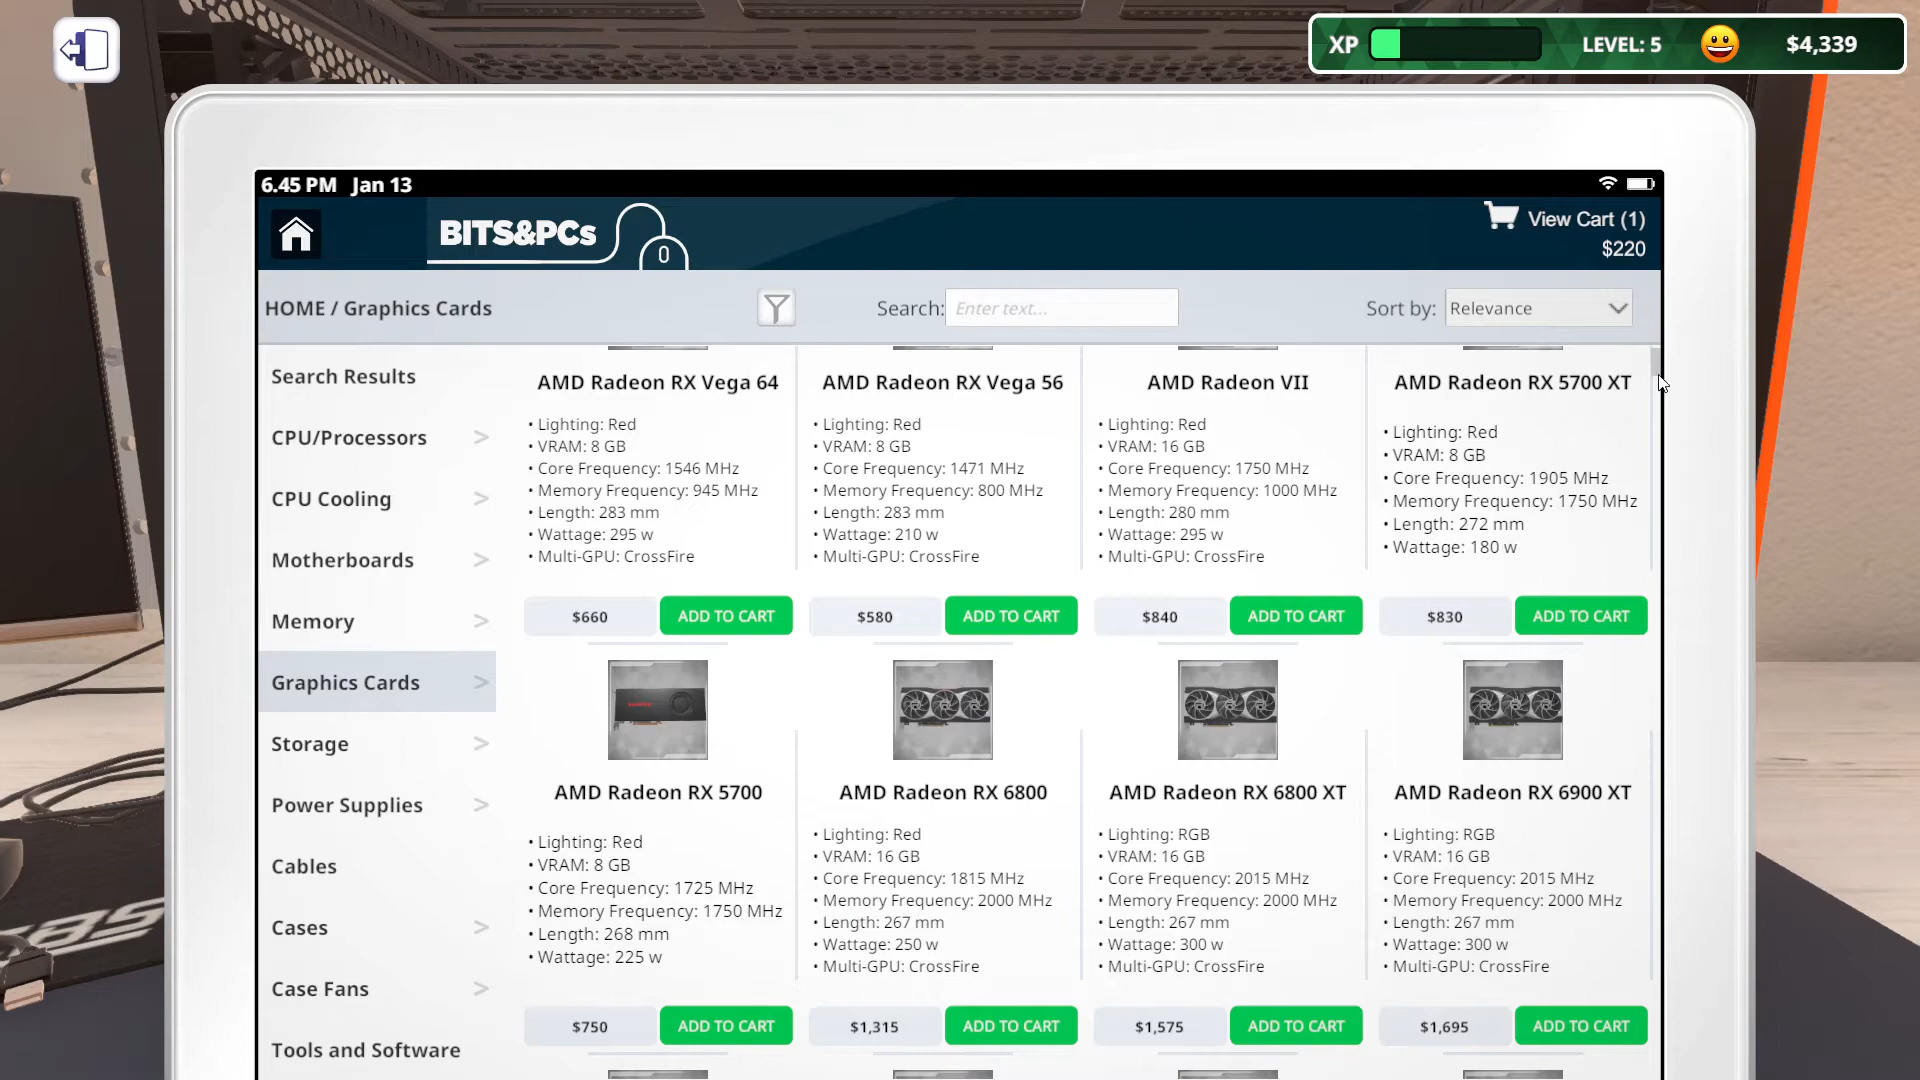 XP
LEVEL: 5
$4,339
6.45 PM Jan 13
BITS&PCs
View Cart (1)
$220
HOME / Graphics Cards
Search:
Enter text...
Sort by:
Relevance
Search Results
CPU/Processors >
CPU Cooling >
Motherboards >
Memory >
Graphics Cards >
Storage >
Power Supplies >
Cables
Cases >
Case Fans >
Tools and Software
AMD Radeon RX Vega 64
• Lighting: Red
• VRAM: 8 GB
• Core Frequency: 1546 MHz
• Memory Frequency: 945 MHz
• Length: 283 mm
• Wattage: 295 w
• Multi-GPU: CrossFire
$660
ADD TO CART
AMD Radeon RX Vega 56
• Lighting: Red
• VRAM: 8 GB
• Core Frequency: 1471 MHz
• Memory Frequency: 800 MHz
• Length: 283 mm
• Wattage: 210 w
• Multi-GPU: CrossFire
$580
ADD TO CART
AMD Radeon VII
• Lighting: Red
• VRAM: 16 GB
• Core Frequency: 1750 MHz
• Memory Frequency: 1000 MHz
• Length: 280 mm
• Wattage: 295 w
• Multi-GPU: CrossFire
$840
ADD TO CART
AMD Radeon RX 5700 XT
• Lighting: Red
• VRAM: 8 GB
• Core Frequency: 1905 MHz
• Memory Frequency: 1750 MHz
• Length: 272 mm
• Wattage: 180 w
$830
ADD TO CART
AMD Radeon RX 5700
• Lighting: Red
• VRAM: 8 GB
• Core Frequency: 1725 MHz
• Memory Frequency: 1750 MHz
• Length: 268 mm
• Wattage: 225 w
$750
ADD TO CART
AMD Radeon RX 6800
• Lighting: Red
• VRAM: 16 GB
• Core Frequency: 1815 MHz
• Memory Frequency: 2000 MHz
• Length: 267 mm
• Wattage: 250 w
• Multi-GPU: CrossFire
$1,315
ADD TO CART
AMD Radeon RX 6800 XT
• Lighting: RGB
• VRAM: 16 GB
• Core Frequency: 2015 MHz
• Memory Frequency: 2000 MHz
• Length: 267 mm
• Wattage: 300 w
• Multi-GPU: CrossFire
$1,575
ADD TO CART
AMD Radeon RX 6900 XT
• Lighting: RGB
• VRAM: 16 GB
• Core Frequency: 2015 MHz
• Memory Frequency: 2000 MHz
• Length: 267 mm
• Wattage: 300 w
• Multi-GPU: CrossFire
$1,695
ADD TO CART